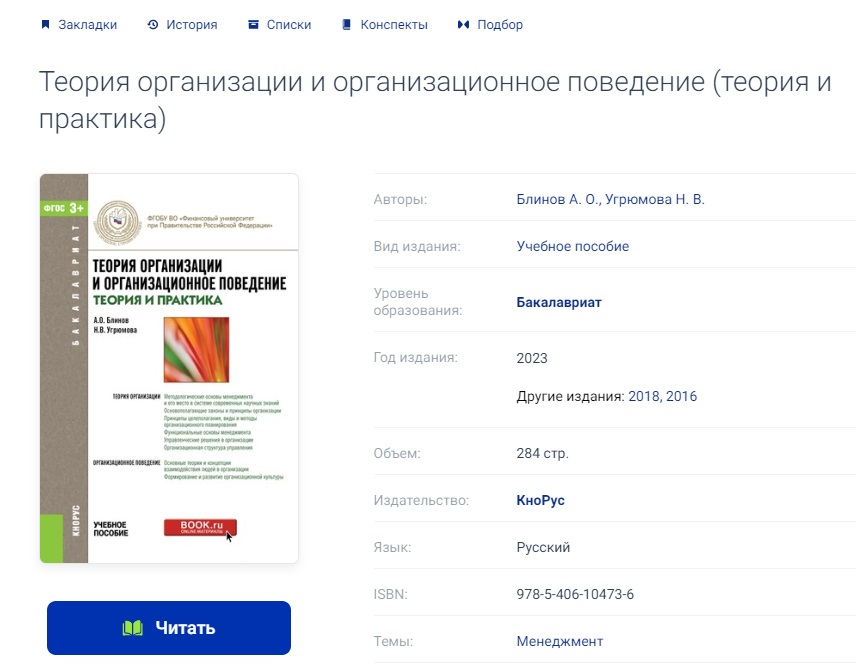 Закладки История Списки Конспекты Подбор
Теория организации и организационное поведение (теория и
практика)
ФГОС 3+
БАКАЛАВРИАТ
ФГОБУ ВО «Финансовый университет
при Правительстве Российской Федерации»
ТЕОРИЯ ОРГАНИЗАЦИИ
И ОРГАНИЗАЦИОННОЕ ПОВЕДЕНИЕ
ТЕОРИЯ И ПРАКТИКА
А.О. Блинов
Н.В. Угрюмова
ТЕОРИЯ ОРГАНИЗАЦИИ
Методологические основы менеджмента
и его место в системе современных научных знаний
Основополагающие законы и принципы организации
Принципы целеполагания, виды и методы
организационного планирования
Функциональные основы менеджмента
Управленческие решения в организации
Организационная структура управления
ОРГАНИЗАЦИОННОЕ ПОВЕДЕНИЕ
Основные теории и концепции
взаимодействия людей в организации
Формирование и развитие организационной культуры
КНОРУС
УЧЕБНОЕ
ПОСОБИЕ
BOOK.ru
ONLINE МАТЕРИАЛЫ
Читать
Авторы: Блинов А. О., Угрюмова Н. В.
Вид издания: Учебное пособие
Уровень
образования: Бакалавриат
Год издания: 2023
Другие издания: 2018, 2016
Объем: 284 стр.
Издательство: КноРус
Язык: Русский
ISBN: 978-5-406-10473-6
Темы: Менеджмент